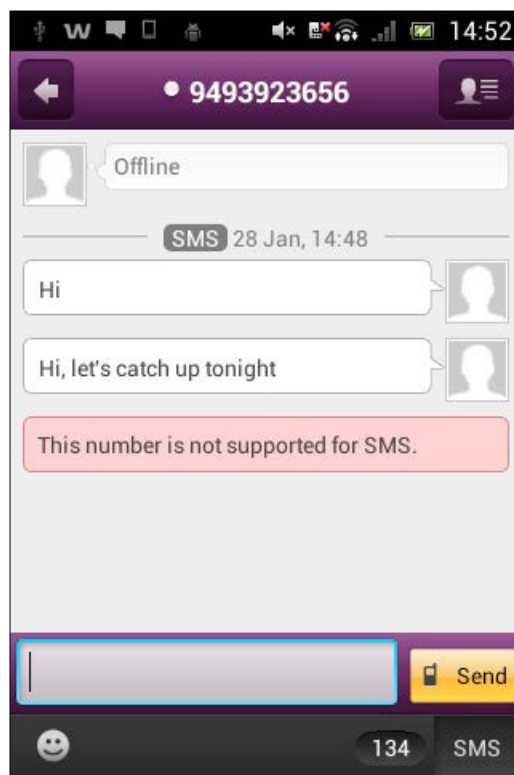 14:52
9493923656
Offline
SMS 28 Jan, 14:48
Hi
Hi, let's catch up tonight
This number is not supported for SMS.
Send
134 SMS